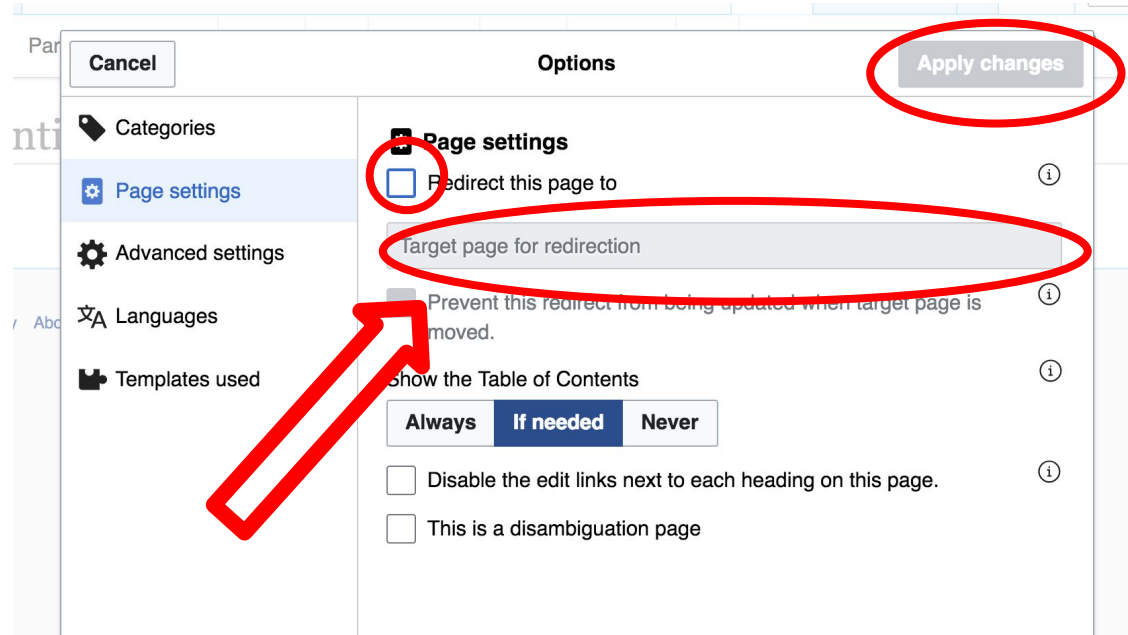 Par
Cancel
Options
Apply changes
nti
Categories
Page settings
Advanced settings
Languages
Templates used
Page settings
Redirect this page to
Target page for redirection
Prevent this redirect from being updated when target page is
moved.
Show the Table of Contents
Always If needed Never
Disable the edit links next to each heading on this page.
This is a disambiguation page
Abo